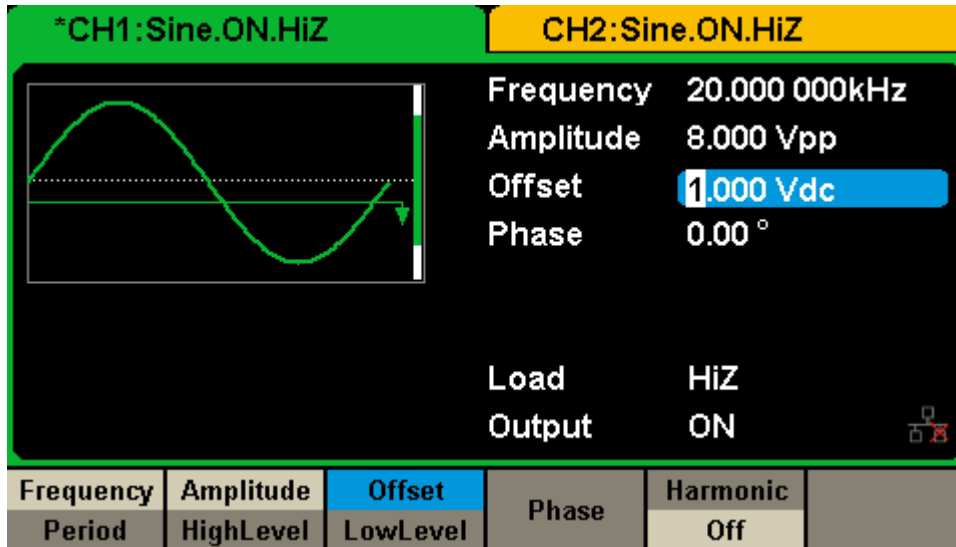 *CH1:Sine.ON.HiZ
CH2:Sine.ON.HiZ
Frequency 20.000 000kHz
Amplitude 8.000 Vpp
Offset 1.000 Vdc
Phase 0.00 °
Load HiZ
Output ON
Frequency Amplitude Offset Phase Harmonic
Period HighLevel LowLevel Off